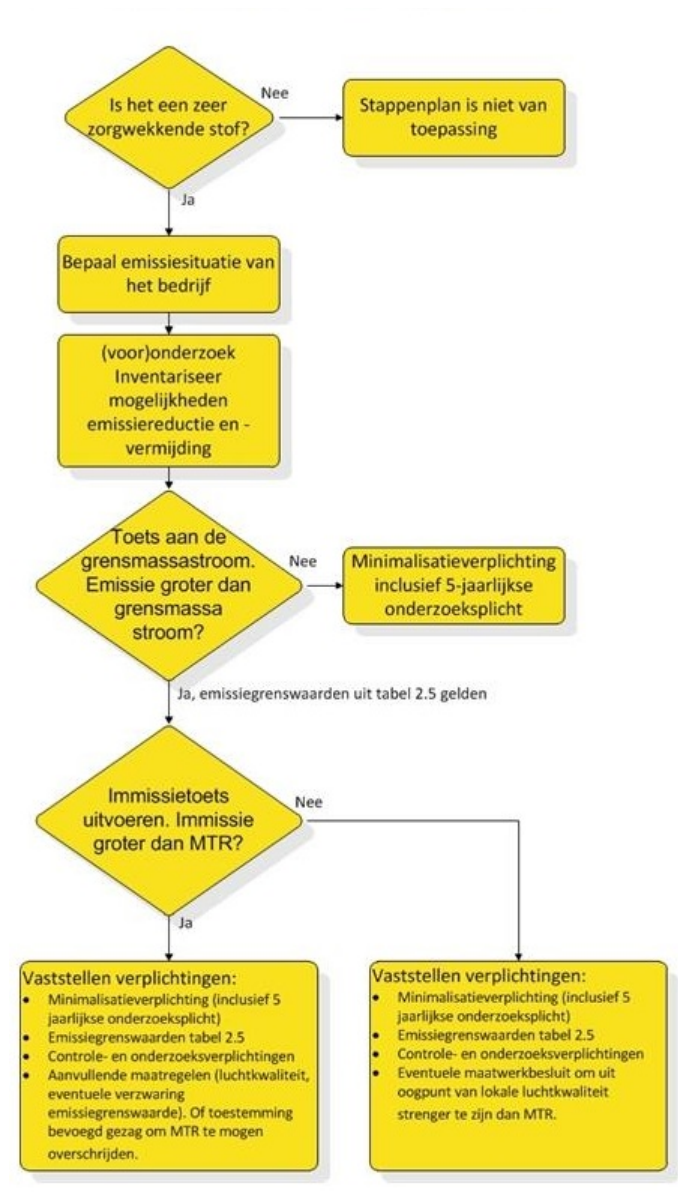 Is het een zeer
zorgwekkende stof?
Nee
Stappenplan is niet van
toepassing
Ja
Bepaal emissiesituatie van
het bedrijf
(voor)onderzoek
Inventariseer
mogelijkheden
emissiereductie en -
vermijding
Toets aan de
grensmassastroom.
Emissie groter dan
grensmassa
stroom?
Nee
Minimalisatieverplichting
inclusief 5-jaarlijkse
onderzoeksplicht
Ja, emissiegrenswaarden uit tabel 2.5 gelden
Immissietoets
uitvoeren. Immissie
groter dan MTR?
Nee
Ja
Vaststellen verplichtingen:
• Minimalisatieverplichting (inclusief 5
jaarlijkse onderzoeksplicht)
• Emissiegrenswaarden tabel 2.5
• Controle- en onderzoeksverplichtingen
• Aanvullende maatregelen (luchtkwaliteit,
eventuele verzwaring
emissiegrenswaarde). Of toestemming
bevoegd gezag om MTR te mogen
overschrijden.
Vaststellen verplichtingen:
• Minimalisatieverplichting (inclusief 5
jaarlijkse onderzoeksplicht)
• Emissiegrenswaarden tabel 2.5
• Controle- en onderzoeksverplichtingen
• Eventuele maatwerkbesluit om uit
oogpunt van lokale luchtkwaliteit
strenger te zijn dan MTR.